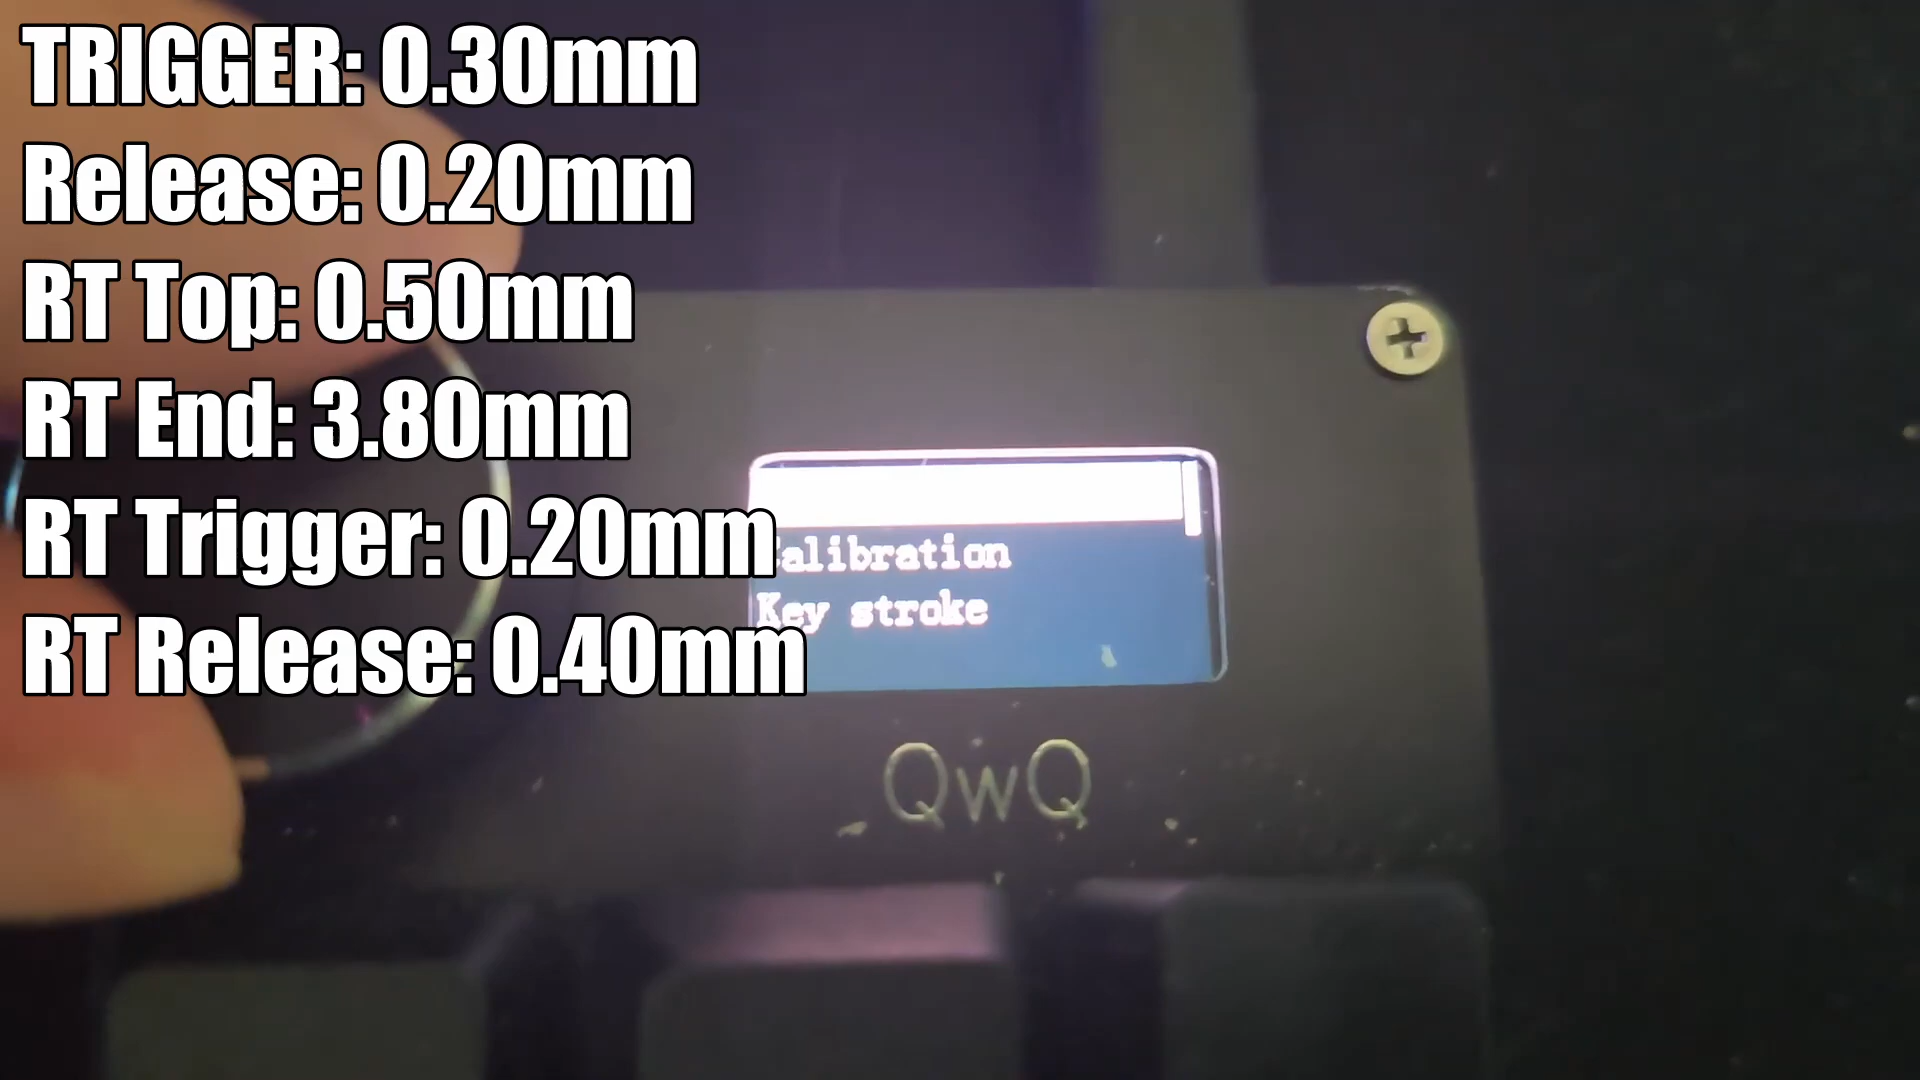 TRIGGER: 0.30mm
Release: 0.20mm
RT Top: 0.50mm
RT End: 3.80mm
RT Trigger: 0.20mm
RT Release: 0.40mm
Calibration
Key stroke
QwQ